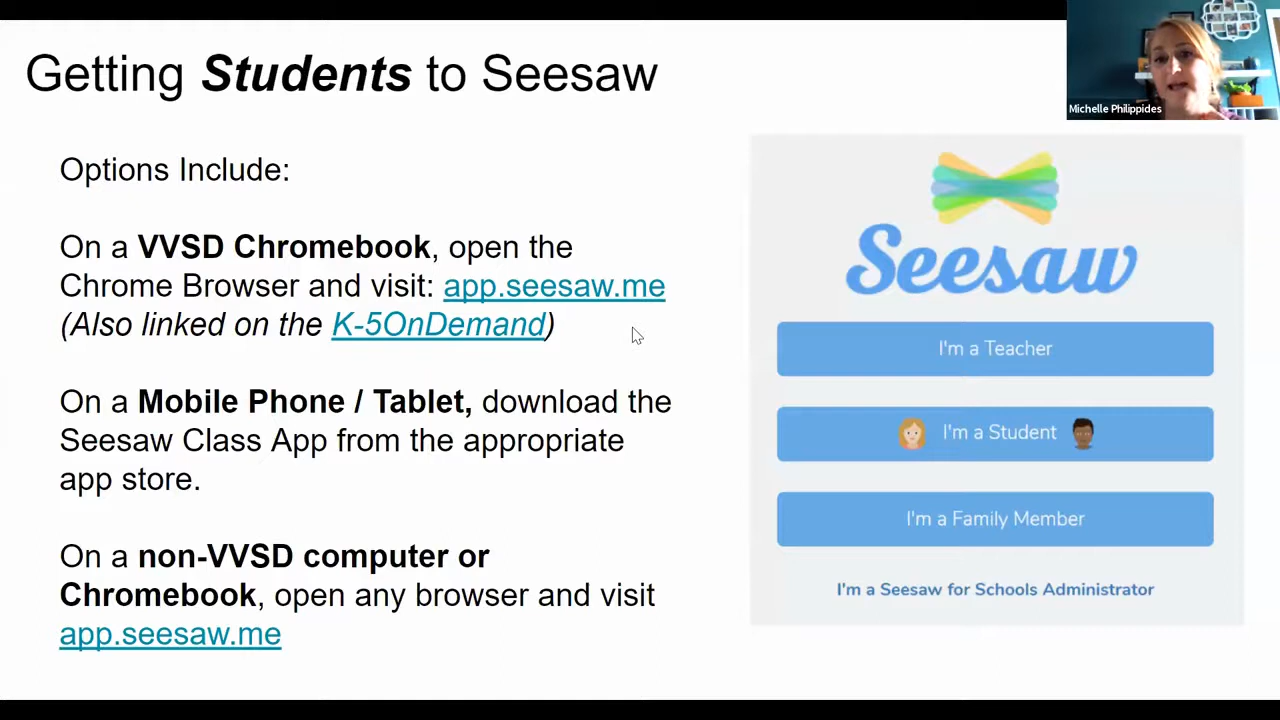 Getting Students to Seesaw
Michelle Philippides
Options Include:
On a VVSD Chromebook, open the
Chrome Browser and visit: app.seesaw.me
(Also linked on the K-5OnDemand)
On a Mobile Phone / Tablet, download the
Seesaw Class App from the appropriate
app store.
On a non-VVSD computer or
Chromebook, open any browser and visit
app.seesaw.me
Seesaw
I'm a Teacher
I'm a Student
I'm a Family Member
I'm a Seesaw for Schools Administrator